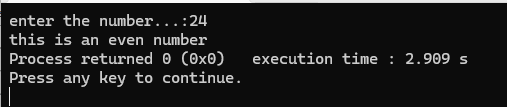 enter the number...:24
this is an even number
Process returned 0 (0x0)   execution time : 2.909 s
Press any key to continue.